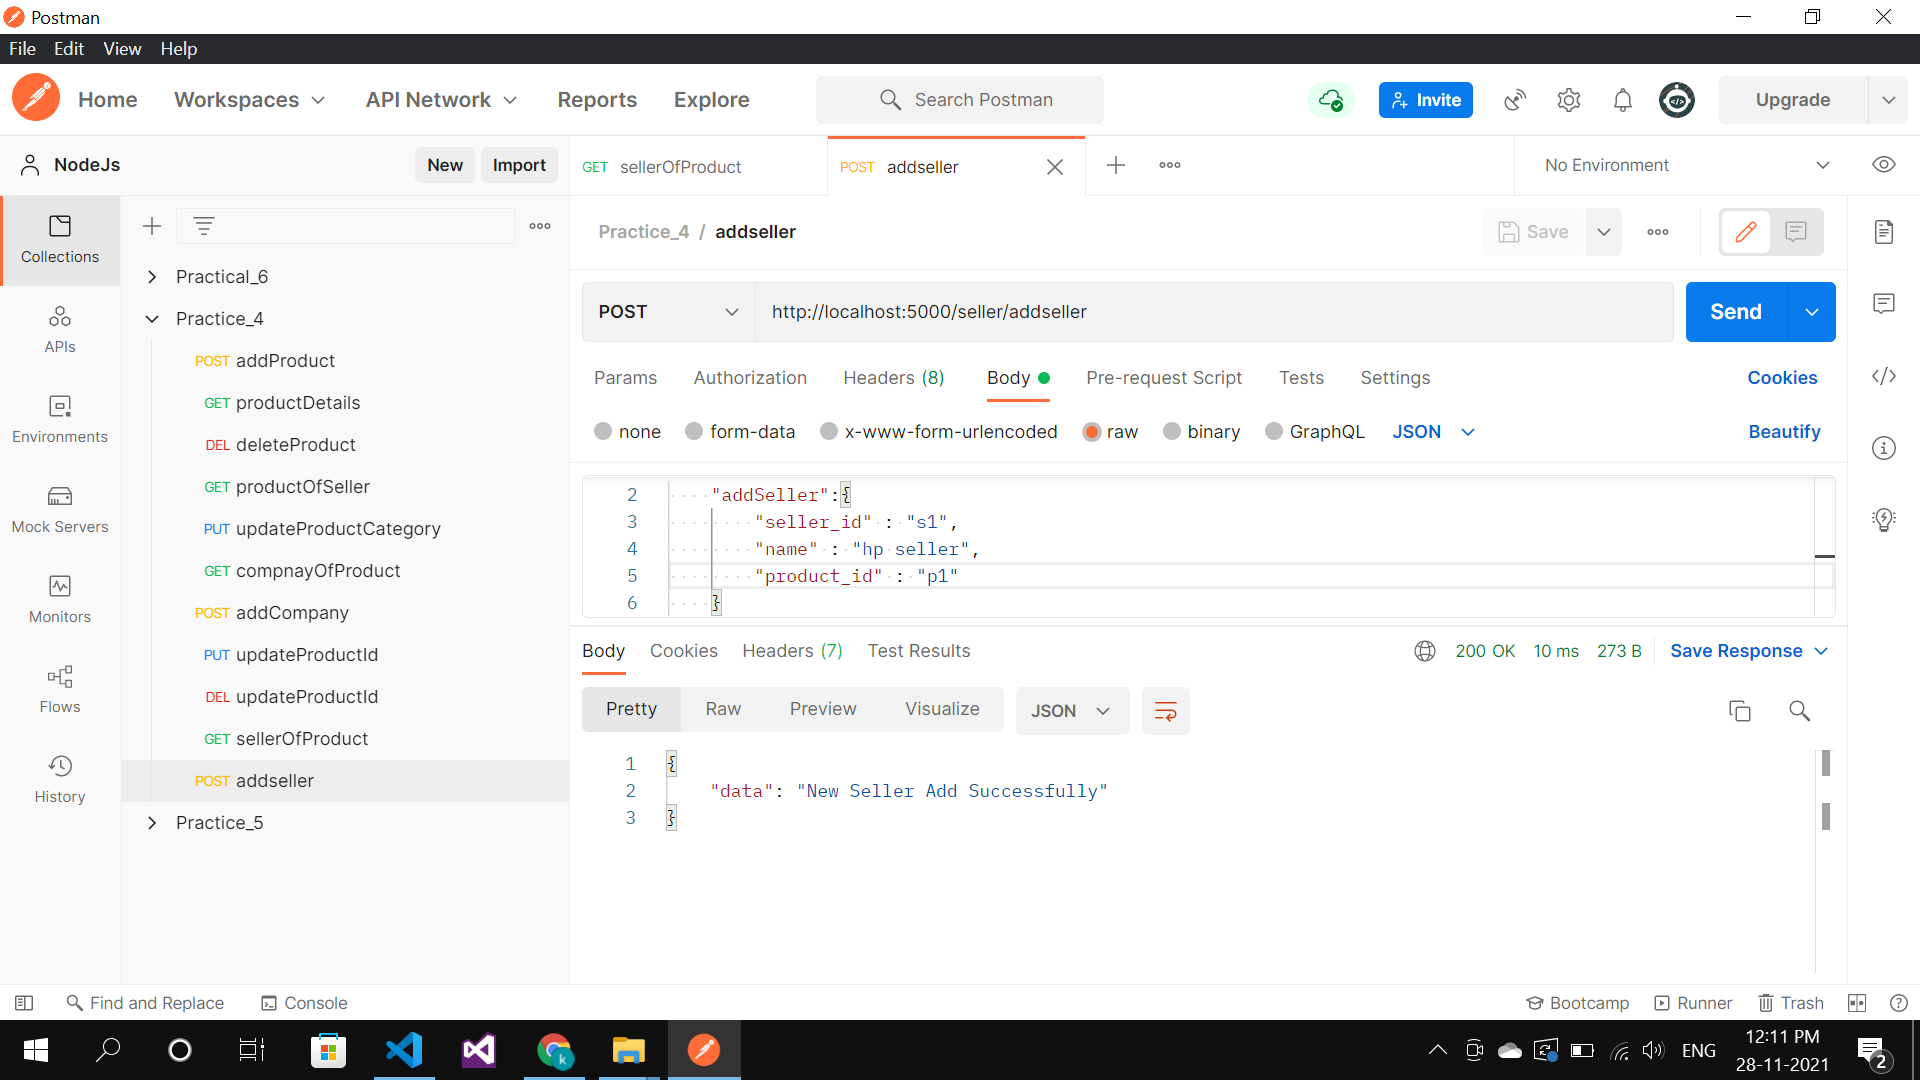 Postman
File Edit View Help
Home Workspaces API Network Reports Explore Search Postman Invite Upgrade
NodeJs New Import
GET sellerOfProduct POST addseller No Environment
Collections
APIs
Environments
Mock Servers
Monitors
Flows
History
Practical_6
Practice_4
POST addProduct
GET productDetails
DEL deleteProduct
GET productOfSeller
PUT updateProductCategory
GET compnayOfProduct
POST addCompany
PUT updateProductId
DEL updateProductId
GET sellerOfProduct
POST addseller
Practice_5
Practice_4 / addseller Save
POST http://localhost:5000/seller/addseller Send
Params Authorization Headers (8) Body Pre-request Script Tests Settings Cookies
none form-data x-www-form-urlencoded raw binary GraphQL JSON Beautify
2 "addSeller":{
3 "seller_id" : "s1",
4 "name" : "hp seller",
5 "product_id" : "p1"
6 }
Body Cookies Headers (7) Test Results 200 OK 10 ms 273 B Save Response
Pretty Raw Preview Visualize JSON
1 {
2 "data": "New Seller Add Successfully"
3 }
Find and Replace Console Bootcamp Runner Trash
k ENG 12:11 PM
28-11-2021 2